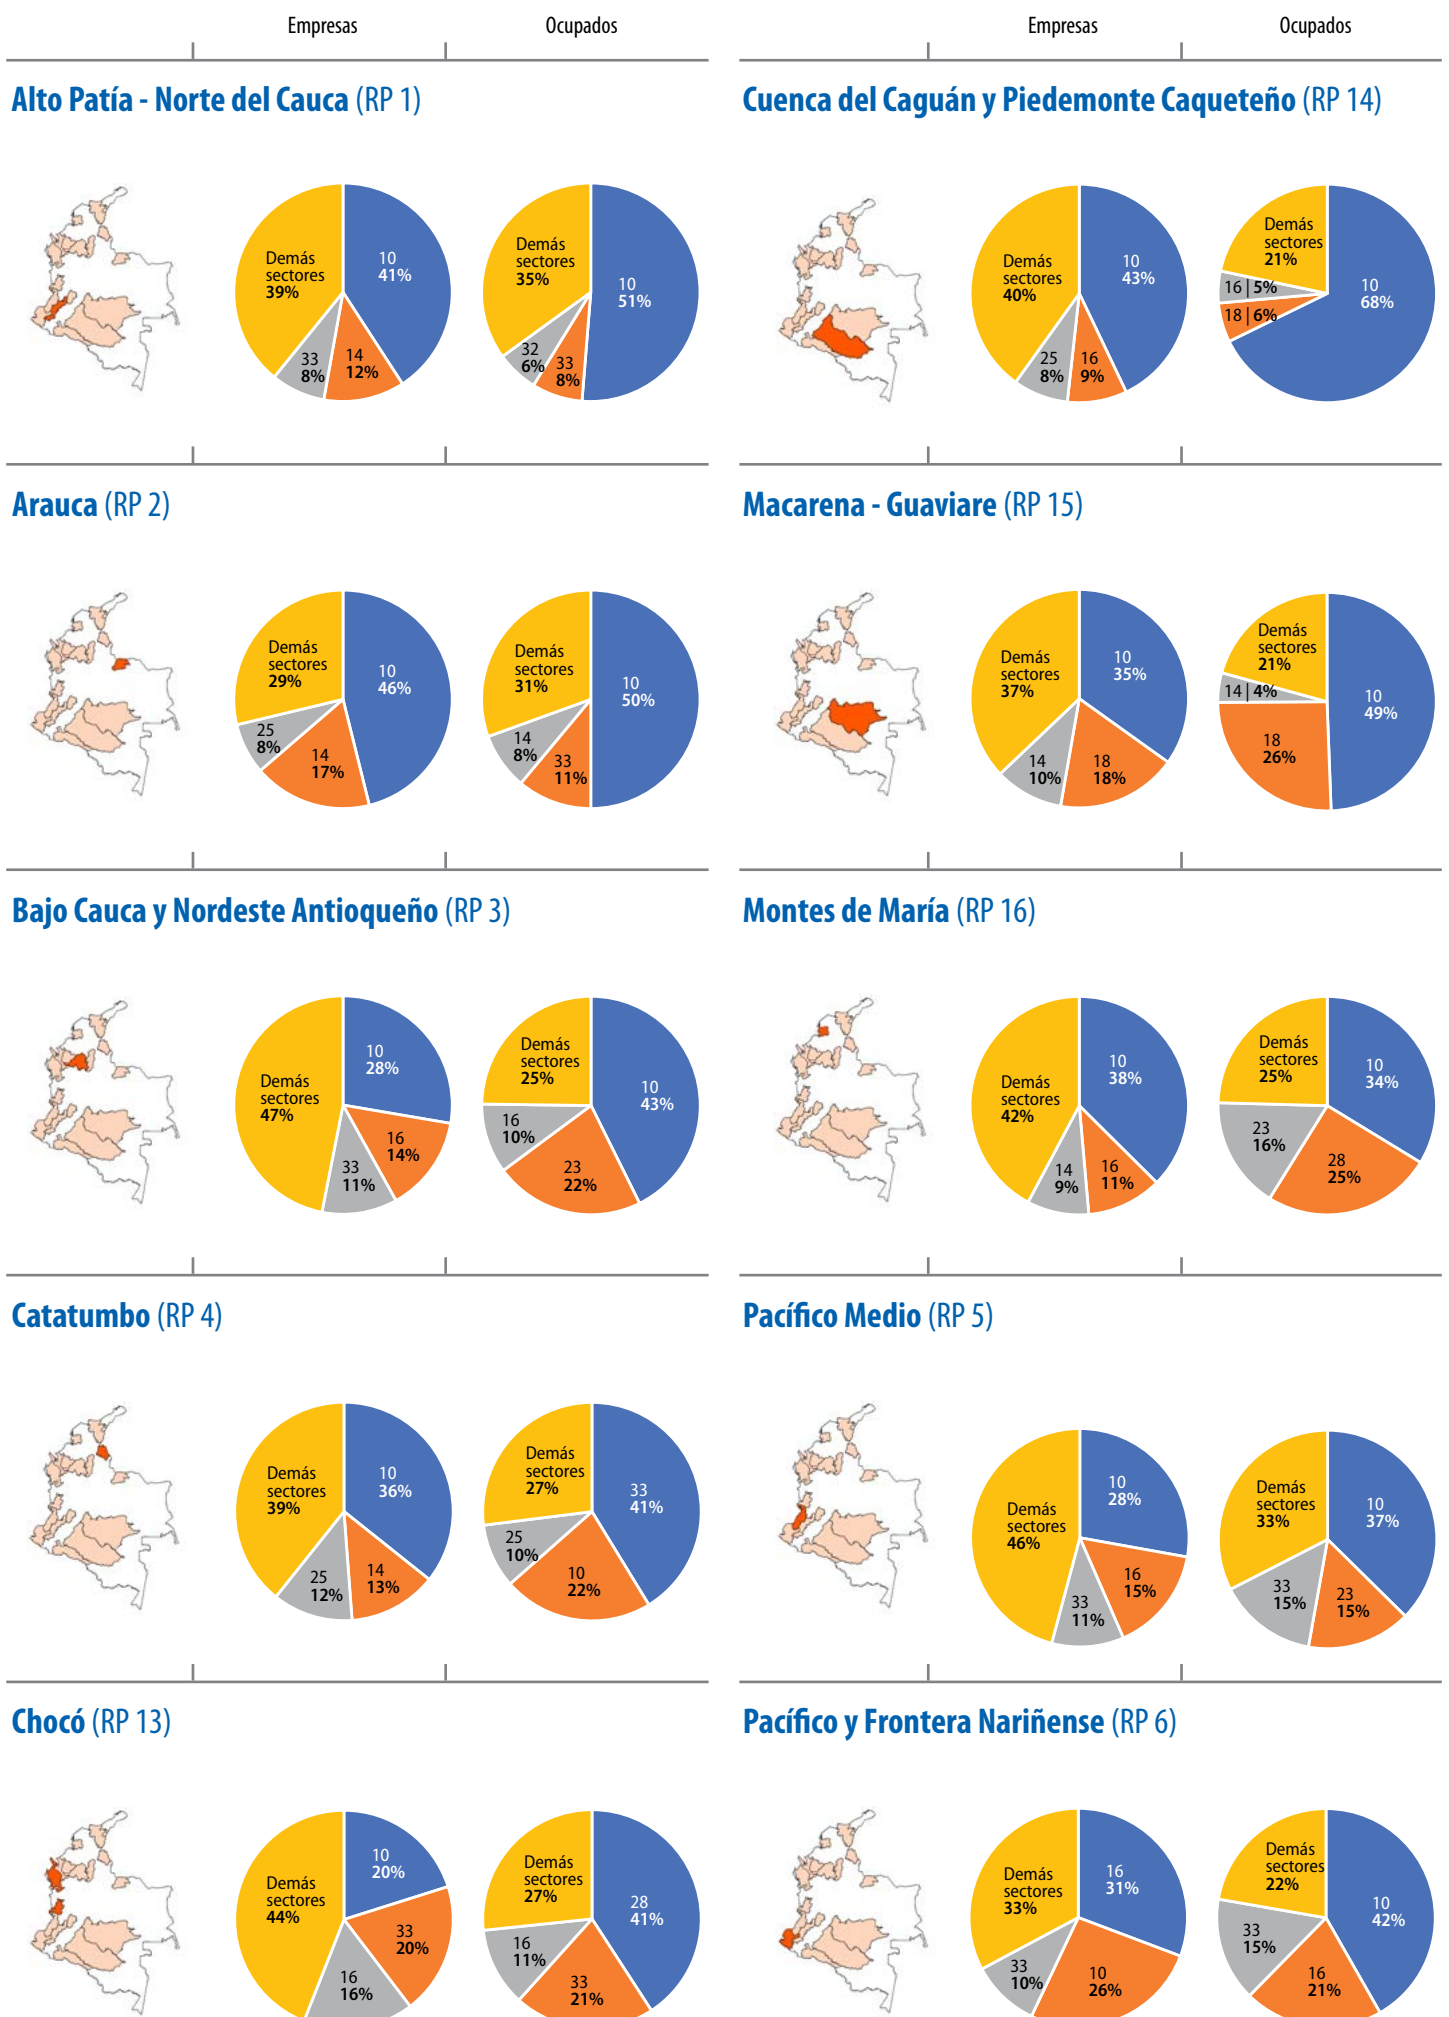 Empresas
Ocupados
Empresas
Ocupados
Alto Patía - Norte del Cauca (RP 1)
Demás
sectores
39%
10
41%
33
8%
14
12%
Demás
sectores
35%
10
51%
32
6%
33
8%
Cuenca del Caguán y Piedemonte Caqueteño (RP 14)
Demás
sectores
40%
10
43%
25
8%
16
9%
Demás
sectores
21%
16 | 5%
18 | 6%
10
68%
Arauca (RP 2)
Demás
sectores
29%
10
46%
25
8%
14
17%
Demás
sectores
31%
10
50%
14
8%
33
11%
Macarena - Guaviare (RP 15)
Demás
sectores
37%
10
35%
14
10%
18
18%
Demás
sectores
21%
14 | 4%
10
49%
18
26%
Bajo Cauca y Nordeste Antioqueño (RP 3)
Demás
sectores
47%
10
28%
16
14%
33
11%
Demás
sectores
25%
10
43%
16
10%
23
22%
Montes de María (RP 16)
Demás
sectores
42%
10
38%
14
9%
16
11%
Demás
sectores
25%
10
34%
23
16%
28
25%
Catatumbo (RP 4)
Demás
sectores
39%
10
36%
25
12%
14
13%
Demás
sectores
27%
33
41%
25
10%
10
22%
Pacífico Medio (RP 5)
Demás
sectores
46%
10
28%
16
15%
33
11%
Demás
sectores
33%
10
37%
33
15%
23
15%
Chocó (RP 13)
Demás
sectores
44%
10
20%
33
20%
16
16%
Demás
sectores
27%
28
41%
16
11%
33
21%
Pacífico y Frontera Nariñense (RP 6)
Demás
sectores
33%
16
31%
33
10%
10
26%
Demás
sectores
22%
10
42%
33
15%
16
21%